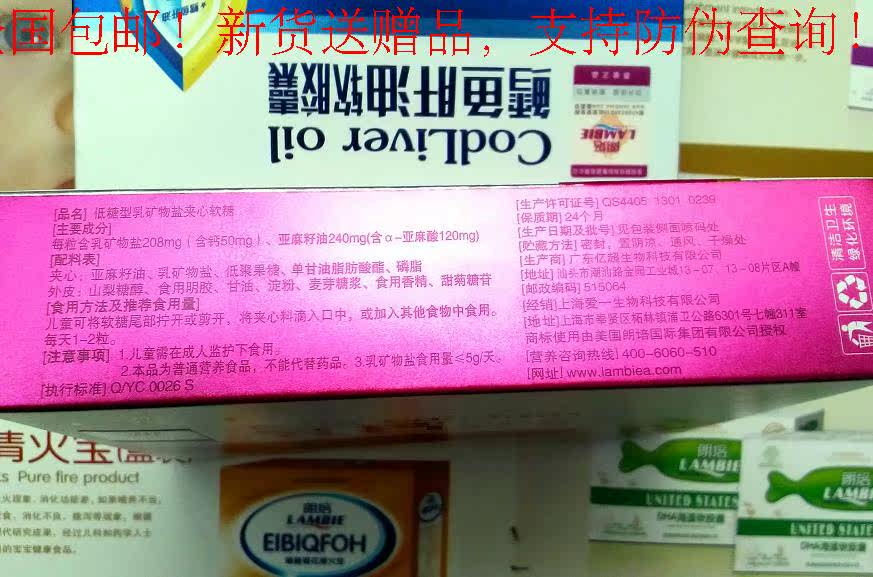 国包邮！新货送赠品，支持防伪查询！
鳕鱼肝油软胶囊
CodLiver oil
朗培
LAMBIE
[品名] 低糖型乳矿物盐夹心软糖
[主要成分]
每粒含乳矿物盐208mg（含钙50mg）、亚麻籽油240mg(含α-亚麻酸120mg)
[配料表]
夹心：亚麻籽油、乳矿物盐、低聚果糖、单甘油脂肪酸酯、磷脂
外皮：山梨糖醇、食用明胶、甘油、淀粉、麦芽糖浆、食用香精、甜菊糖苷
[食用方法及推荐食用量]
儿童可将软糖尾部拧开或剪开，将夹心料滴入口中，或加入其他食物中食用。
每天1-2粒。
[注意事项] 1.儿童需在成人监护下食用。
2.本品为普通营养食品，不能代替药品。3.乳矿物盐食用量≤5g/天。
[执行标准] Q/YC 0026 S
[生产许可证号] QS4405 1301 0239
[保质期] 24个月
[生产日期及批号] 见包装侧面喷码处
[贮藏方法] 密封，置阴凉、通风、干燥处
[生产商] 广东亿超生物科技有限公司
[地址] 汕头市潮汕路金园工业城13-07、13-08片区A幢
[邮政编码] 515064
[经销] 上海爱一生物科技有限公司
[地址] 上海市奉贤区柘林镇浦卫公路6301号七幢311室
商标使用由美国朗培国际集团有限公司授权
[营养咨询热线] 400-6060-510
[网址] www.lambiea.com
清洁卫生
绿化环境
清火宝
Pure fire product
朗培
LAMBIE
EIBIQFOH
朗培
LAMBIE
UNITED STATES
DHA海藻软胶囊
朗培
LAMBIE
UNITED STATES
DHA海藻软胶囊